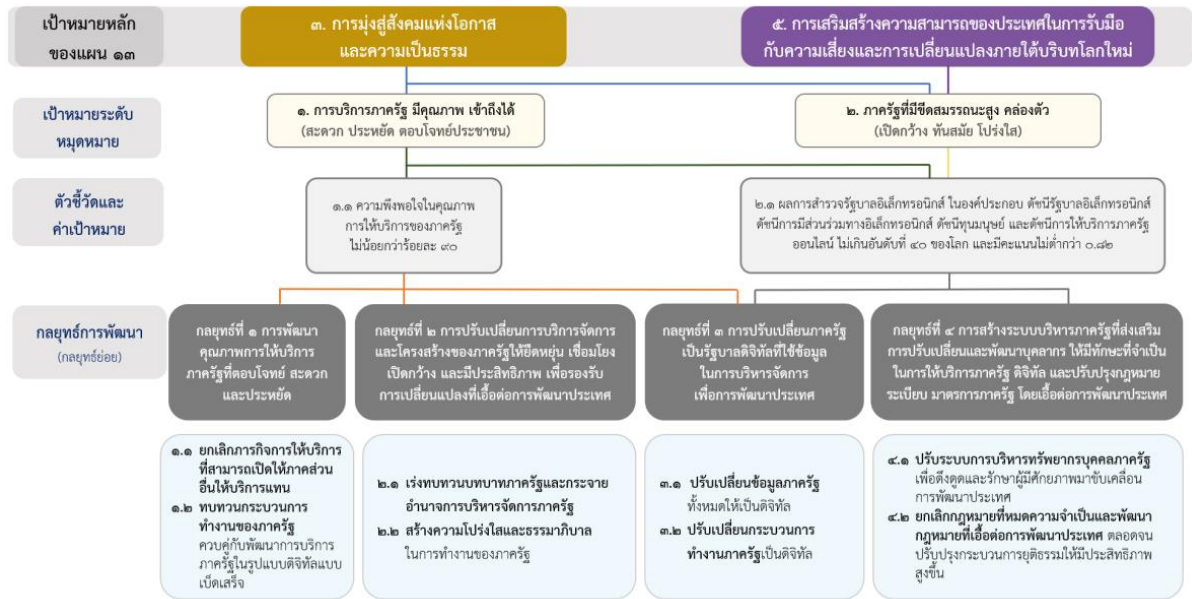 เป้าหมายหลัก
ของแผน ๑๓
๓. การมุ่งสู่สังคมแห่งโอกาส
และความเป็นธรรม
๕. การเสริมสร้างความสามารถของประเทศในการรับมือ
กับความเสี่ยงและการเปลี่ยนแปลงภายใต้บริบทโลกใหม่
เป้าหมายระดับ
หมุดหมาย
๑. การบริการภาครัฐ มีคุณภาพ เข้าถึงได้
(สะดวก ประหยัด ตอบโจทย์ประชาชน)
๒. ภาครัฐที่มีขีดสมรรถนะสูง คล่องตัว
(เปิดกว้าง ทันสมัย โปร่งใส)
ตัวชี้วัดและ
ค่าเป้าหมาย
๑.๑ ความพึงพอใจในคุณภาพ
การให้บริการของภาครัฐ
ไม่น้อยกว่าร้อยละ ๙๐
๒.๑ ผลการสำรวจรัฐบาลอิเล็กทรอนิกส์ ในองค์ประกอบ ดัชนีรัฐบาลอิเล็กทรอนิกส์
ดัชนีการมีส่วนร่วมทางอิเล็กทรอนิกส์ ดัชนีทุนมนุษย์ และดัชนีการให้บริการภาครัฐ
ออนไลน์ ไม่เกินอันดับที่ ๔๐ ของโลก และมีคะแนนไม่ต่ำกว่า ๐.๘๒
กลยุทธ์การพัฒนา
(กลยุทธ์ย่อย)
กลยุทธ์ที่ ๑ การพัฒนา
คุณภาพการให้บริการ
ภาครัฐที่ตอบโจทย์ สะดวก
และประหยัด
กลยุทธ์ที่ ๒ การปรับเปลี่ยนการบริหารจัดการ
และโครงสร้างของภาครัฐให้ยืดหยุ่น เชื่อมโยง
เปิดกว้าง และมีประสิทธิภาพ เพื่อรองรับ
การเปลี่ยนแปลงที่เอื้อต่อการพัฒนาประเทศ
กลยุทธ์ที่ ๓ การปรับเปลี่ยนภาครัฐ
เป็นรัฐบาลดิจิทัลที่ใช้ข้อมูล
ในการบริหารจัดการ
เพื่อการพัฒนาประเทศ
กลยุทธ์ที่ ๔ การสร้างระบบบริหารภาครัฐที่ส่งเสริม
การปรับเปลี่ยนและพัฒนาบุคลากร ให้มีทักษะที่จำเป็น
ในการให้บริการภาครัฐ ดิจิทัล และปรับปรุงกฎหมาย
ระเบียบ มาตรการภาครัฐ โดยเอื้อต่อการพัฒนาประเทศ
๑.๑ ยกเลิกภารกิจการให้บริการ
ที่สามารถเปิดให้ภาคส่วน
อื่นให้บริการแทน
๑.๒ ทบทวนกระบวนการ
ทำงานของภาครัฐ
ควบคู่กับพัฒนาการบริการ
ภาครัฐในรูปแบบดิจิทัลแบบ
เบ็ดเสร็จ
๒.๑ เร่งทบทวนบทบาทภาครัฐและกระจาย
อำนาจการบริหารจัดการภาครัฐ
๒.๒ สร้างความโปร่งใสและธรรมาภิบาล
ในการทำงานของภาครัฐ
๓.๑ ปรับเปลี่ยนข้อมูลภาครัฐ
ทั้งหมดให้เป็นดิจิทัล
๓.๒ ปรับเปลี่ยนกระบวนการ
ทำงานภาครัฐเป็นดิจิทัล
๔.๑ ปรับระบบการบริหารทรัพยากรบุคคลภาครัฐ
เพื่อดึงดูดและรักษาผู้มีศักยภาพมาขับเคลื่อน
การพัฒนาประเทศ
๔.๒ ยกเลิกกฎหมายที่หมดความจำเป็นและพัฒนา
กฎหมายที่เอื้อต่อการพัฒนาประเทศ ตลอดจน
ปรับปรุงกระบวนการยุติธรรมให้มีประสิทธิภาพ
สูงขึ้น